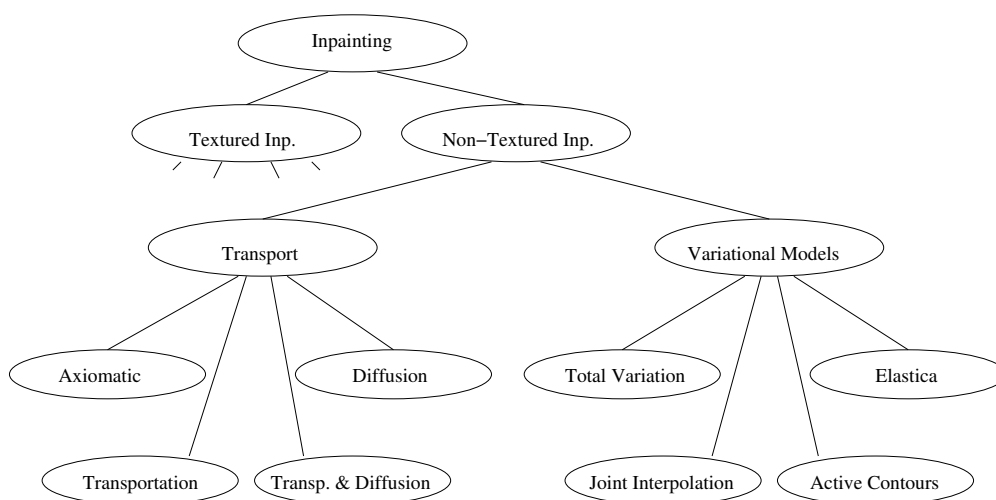 Inpainting
Textured Inp.
Non−Textured Inp.
Transport
Variational Models
Axiomatic
Diffusion
Total Variation
Elastica
Transportation
Transp. & Diffusion
Joint Interpolation
Active Contours